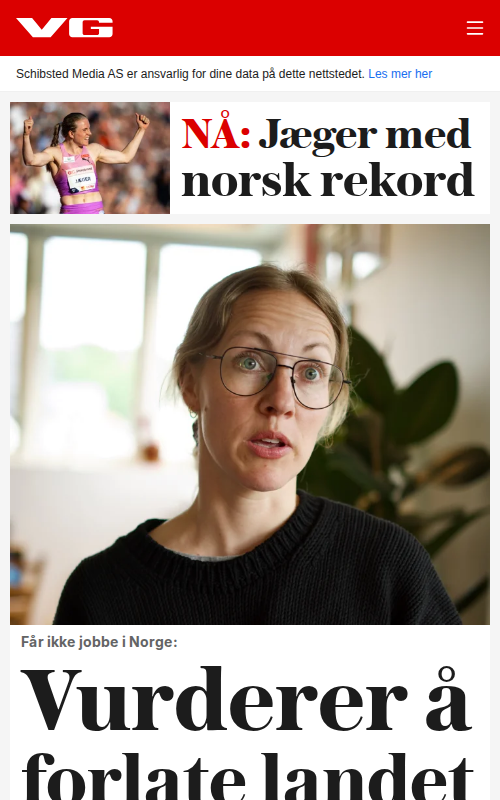 VG
Schibsted Media AS er ansvarlig for dine data på dette nettstedet. Les mer her
NÅ: Jæger med
norsk rekord
Får ikke jobbe i Norge:
Vurderer å
forlate landet